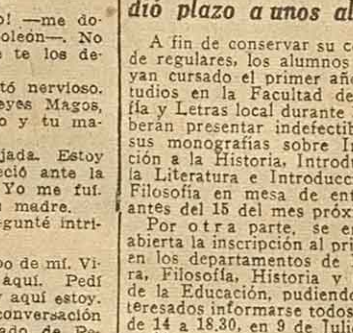 o! —me do-
oleón—. No
e te los de-
tó nervioso.
eyes Magos,
o y tu ma-
jada. Estoy
eció ante la
Yo me fuí.
madre.
gunté intri-
o de mí. Vi-
aquí. Pedí
aquí estoy.
conversación
dió plazo a unos al
A fin de conservar su c
de regulares, los alumnos
yan cursado el primer añ
tudios en la Facultad de
fía y Letras local durante
berán presentar indefectib
sus monografías sobre In
ción a la Historia, Introdu
la Literatura e Introducc
Filosofía en mesa de ent
antes del 15 del mes próx
Por otra parte, se en
abierta la inscripción al pri
en los departamentos de
ra, Filosofía, Historia y
de la Educación, pudiendo
teresados informarse todos
de 14 a 18.30, en 9 de Jul